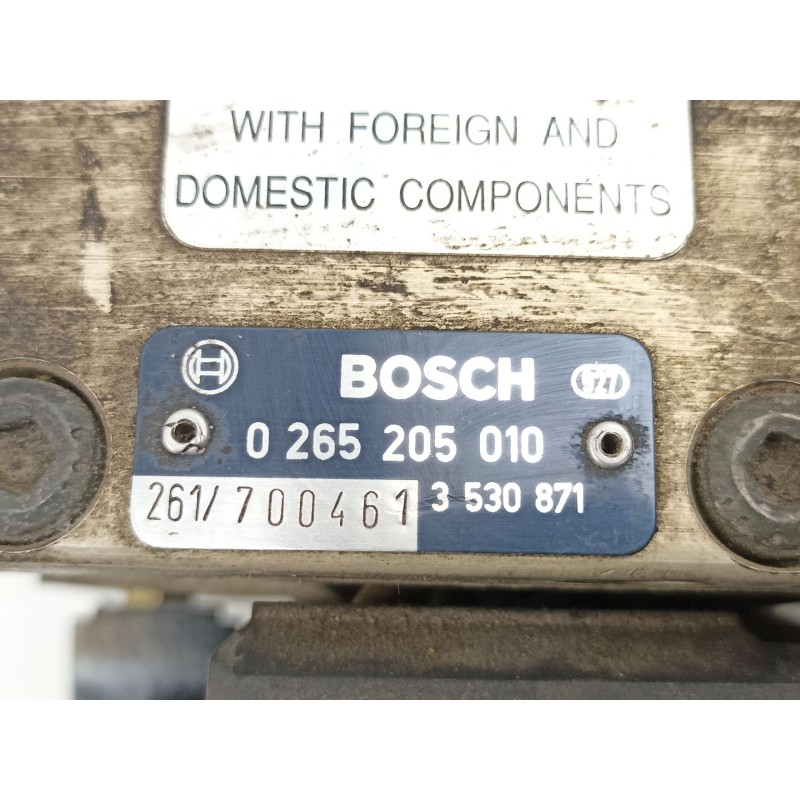 WITH FOREIGN AND
DOMESTIC COMPONENTS
BOSCH
0 265 205 010
261/700461 3 530 871